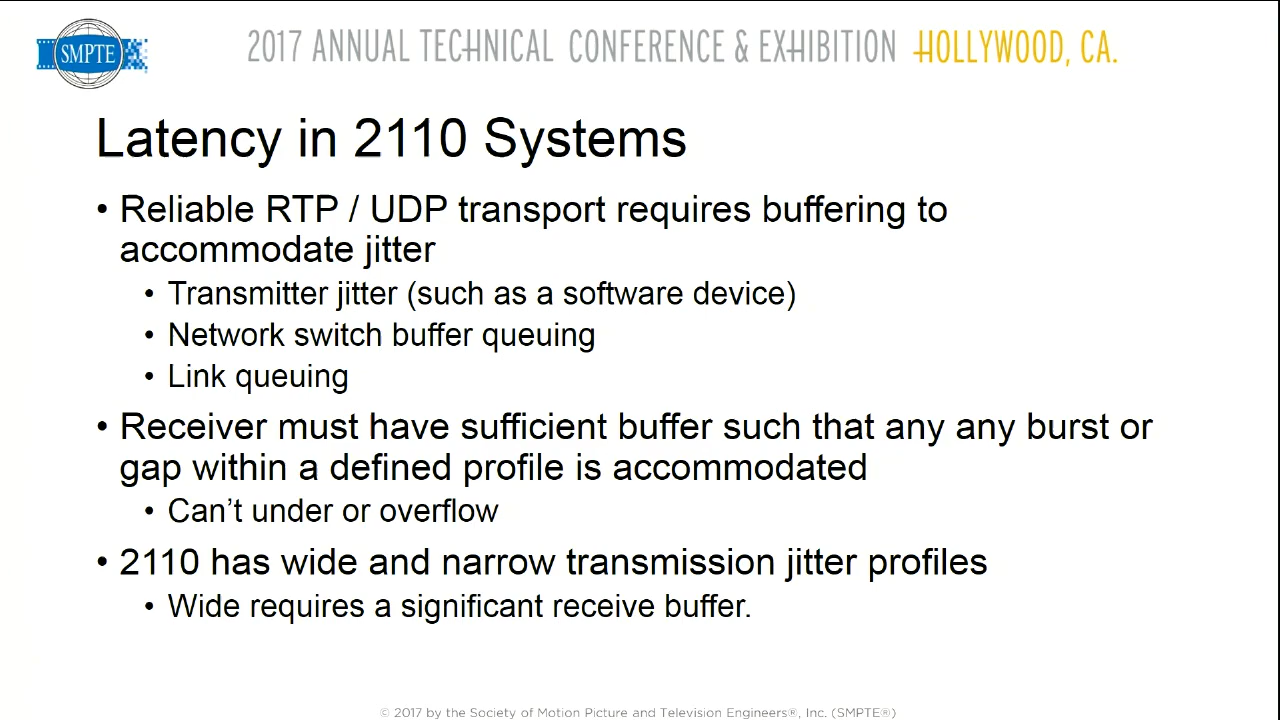 SMPTE
2017 ANNUAL TECHNICAL CONFERENCE & EXHIBITION HOLLYWOOD, CA.
Latency in 2110 Systems
• Reliable RTP / UDP transport requires buffering to
accommodate jitter
• Transmitter jitter (such as a software device)
• Network switch buffer queuing
• Link queuing
• Receiver must have sufficient buffer such that any any burst or
gap within a defined profile is accommodated
• Can’t under or overflow
• 2110 has wide and narrow transmission jitter profiles
• Wide requires a significant receive buffer.
© 2017 by the Society of Motion Picture and Television Engineers®, Inc. (SMPTE®)